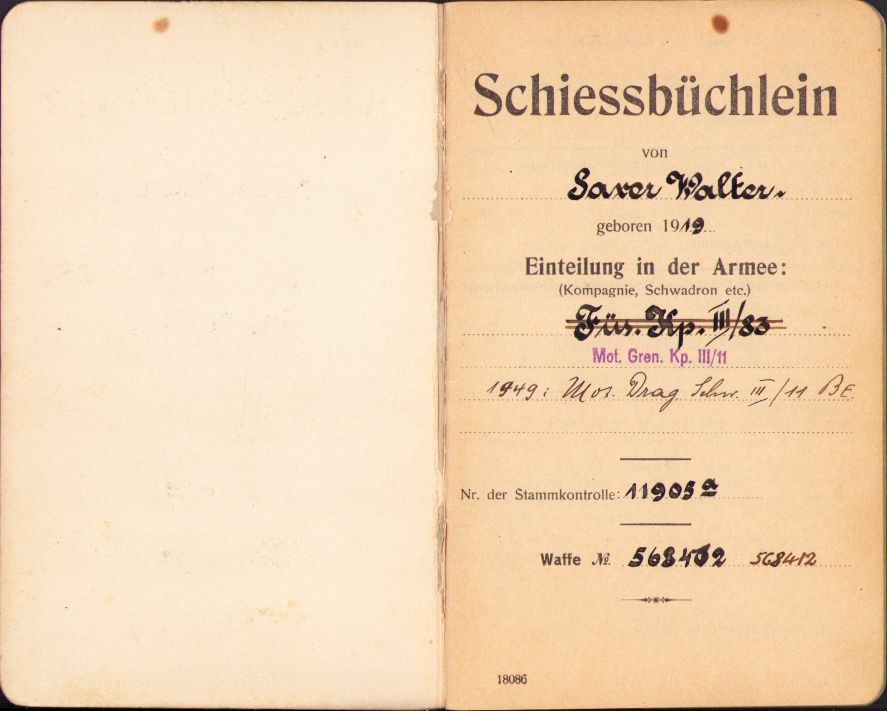 Schiessbüchlein
von
Saxer Walter.
geboren 1919
Einteilung in der Armee:
(Kompagnie, Schwadron etc.)
Füs. Kp. III/83
Mot. Gren. Kp. III/11
1949: Mot. Drag. Schw. III/11 BE.
Nr. der Stammkontrolle: 11905 a
Waffe № 568412 568412
18086